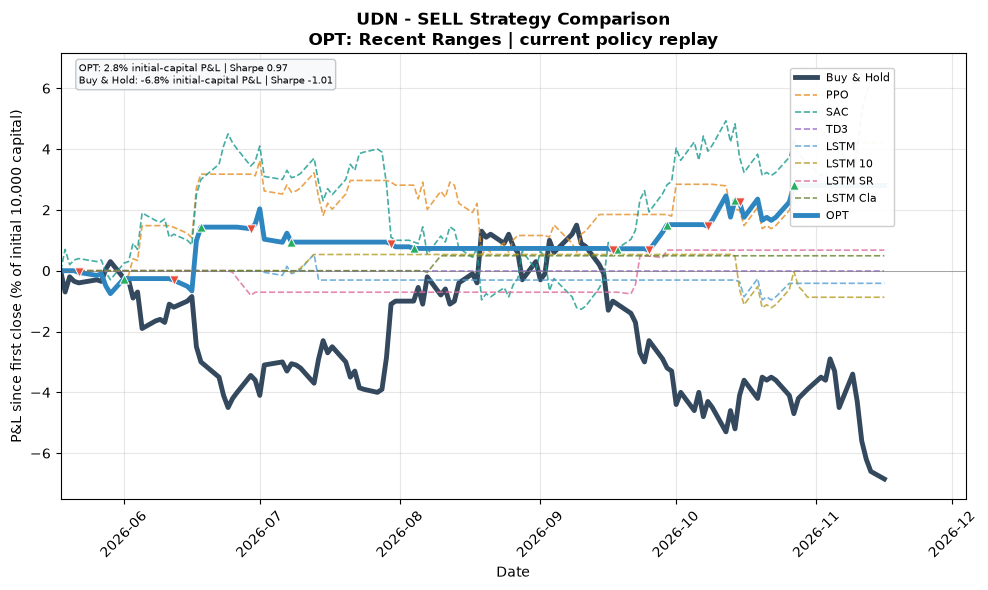 UDN - SELL Strategy Comparison
OPT: Recent Ranges | current policy replay
OPT: 2.8% initial-capital P&L | Sharpe 0.97
Buy & Hold: -6.8% initial-capital P&L | Sharpe -1.01
Buy & Hold
PPO
SAC
TD3
LSTM
LSTM 10
LSTM SR
LSTM Cla
OPT
P&L since first close (% of initial 10,000 capital)
6
4
2
0
−2
−4
−6
2026-06
2026-07
2026-08
2026-09
2026-10
2026-11
2026-12
Date